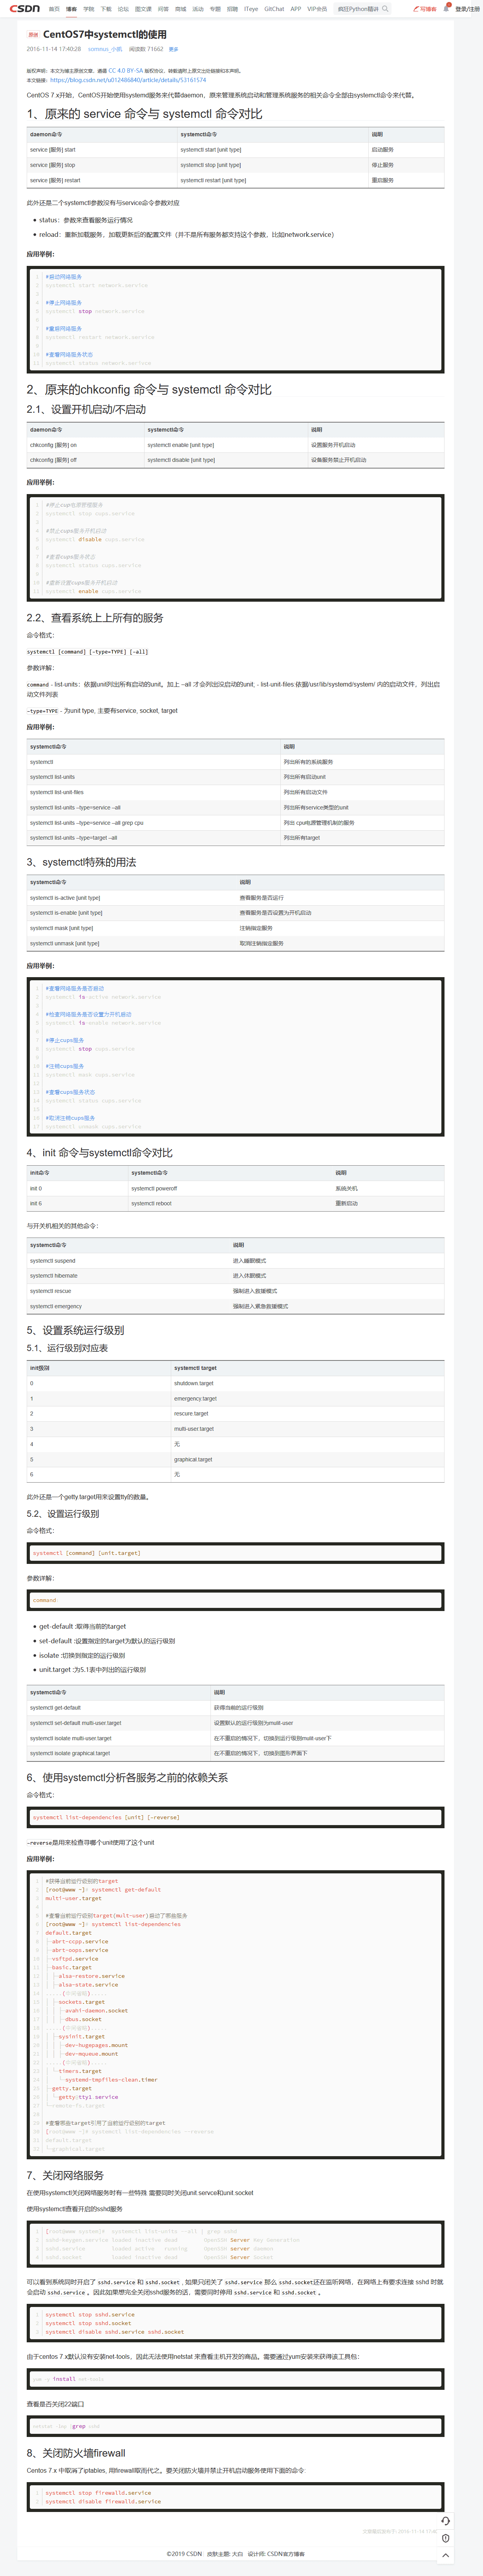 CSDN 首页 博客 学院 下载 论坛 图文课 问答 商城 活动 专题 招聘 ITeye GitChat APP VIP会员 疯狂Python精讲 写博客 登录/注册
原创 CentOS7中systemctl的使用
2016-11-14 17:40:28 somnus_小凯 阅读数 71662 更多
版权声明：本文为博主原创文章，遵循 CC 4.0 BY-SA 版权协议，转载请附上原文出处链接和本声明。
本文链接：https://blog.csdn.net/u012486840/article/details/53161574
CentOS 7.x开始，CentOS开始使用systemd服务来代替daemon，原来管理系统启动和管理系统服务的相关命令全部由systemctl命令来代替。
1、原来的 service 命令与 systemctl 命令对比
daemon命令 systemctl命令 说明
service [服务] start systemctl start [unit type] 启动服务
service [服务] stop systemctl stop [unit type] 停止服务
service [服务] restart systemctl restart [unit type] 重启服务
此外还是二个systemctl参数没有与service命令参数对应
status：参数来查看服务运行情况
reload：重新加载服务，加载更新后的配置文件（并不是所有服务都支持这个参数，比如network.service）
应用举例：
1 #启动网络服务
2 systemctl start network.service
3
4 #停止网络服务
5 systemctl stop network.service
6
7 #重启网络服务
8 systemctl restart network.service
9
10 #查看网络服务状态
11 systemctl status network.serivce
2、原来的chkconfig 命令与 systemctl 命令对比
2.1、设置开机启动/不启动
daemon命令 systemctl命令 说明
chkconfig [服务] on systemctl enable [unit type] 设置服务开机启动
chkconfig [服务] off systemctl disable [unit type] 设备服务禁止开机启动
应用举例：
1 #停止cup电源管理服务
2 systemctl stop cups.service
3
4 #禁止cups服务开机启动
5 systemctl disable cups.service
6
7 #查看cups服务状态
8 systemctl status cups.service
9
10 #重新设置cups服务开机启动
11 systemctl enable cups.service
2.2、查看系统上上所有的服务
命令格式：
systemctl [command] [–type=TYPE] [–all]
参数详解：
command - list-units：依据unit列出所有启动的unit。加上 –all 才会列出没启动的unit; - list-unit-files:依据/usr/lib/systemd/system/ 内的启动文件，列出启
动文件列表
–type=TYPE - 为unit type, 主要有service, socket, target
应用举例：
systemctl命令 说明
systemctl 列出所有的系统服务
systemctl list-units 列出所有启动unit
systemctl list-unit-files 列出所有启动文件
systemctl list-units –type=service –all 列出所有service类型的unit
systemctl list-units –type=service –all grep cpu 列出 cpu电源管理机制的服务
systemctl list-units –type=target –all 列出所有target
3、systemctl特殊的用法
systemctl命令 说明
systemctl is-active [unit type] 查看服务是否运行
systemctl is-enable [unit type] 查看服务是否设置为开机启动
systemctl mask [unit type] 注销指定服务
systemctl unmask [unit type] 取消注销指定服务
应用举例：
1 #查看网络服务是否启动
2 systemctl is-active network.service
3
4 #检查网络服务是否设置为开机启动
5 systemctl is-enable network.service
6
7 #停止cups服务
8 systemctl stop cups.service
9
10 #注销cups服务
11 systemctl mask cups.service
12
13 #查看cups服务状态
14 systemctl status cups.service
15
16 #取消注销cups服务
17 systemctl unmask cups.service
4、init 命令与systemctl命令对比
init命令 systemctl命令 说明
init 0 systemctl poweroff 系统关机
init 6 systemctl reboot 重新启动
与开关机相关的其他命令：
systemctl命令 说明
systemctl suspend 进入睡眠模式
systemctl hibernate 进入休眠模式
systemctl rescue 强制进入救援模式
systemctl emergency 强制进入紧急救援模式
5、设置系统运行级别
5.1、运行级别对应表
init级别 systemctl target
0 shutdown.target
1 emergency.target
2 rescure.target
3 multi-user.target
4 无
5 graphical.target
6 无
此外还是一个getty.target用来设置tty的数量。
5.2、设置运行级别
命令格式：
systemctl [command] [unit.target]
参数详解：
command:
get-default :取得当前的target
set-default :设置指定的target为默认的运行级别
isolate :切换到指定的运行级别
unit.target :为5.1表中列出的运行级别
systemctl命令 说明
systemctl get-default 获得当前的运行级别
systemctl set-default multi-user.target 设置默认的运行级别为mulit-user
systemctl isolate multi-user.target 在不重启的情况下，切换到运行级别mulit-user下
systemctl isolate graphical.target 在不重启的情况下，切换到图形界面下
6、使用systemctl分析各服务之前的依赖关系
命令格式：
systemctl list-dependencies [unit] [–reverse]
–reverse是用来检查寻哪个unit使用了这个unit
应用举例：
1 #获得当前运行级别的target
2 [root@www ~]# systemctl get-default
3 multi-user.target
4
5 #查看当前运行级别target(mult-user)启动了哪些服务
6 [root@www ~]# systemctl list-dependencies
7 default.target
8 ├─abrt-ccpp.service
9 ├─abrt-oops.service
10 ├─vsftpd.service
11 ├─basic.target
12 │ ├─alsa-restore.service
13 │ ├─alsa-state.service
14 .....(中间省略).....
15 │ ├─sockets.target
16 │ │ ├─avahi-daemon.socket
17 │ │ ├─dbus.socket
18 .....(中间省略).....
19 │ ├─sysinit.target
20 │ │ ├─dev-hugepages.mount
21 │ │ ├─dev-mqueue.mount
22 .....(中间省略).....
23 │ └─timers.target
24 │ └─systemd-tmpfiles-clean.timer
25 ├─getty.target
26 │ └─getty@tty1.service
27 └─remote-fs.target
28
29 #查看哪些target引用了当前运行级别的target
30 [root@www ~]# systemctl list-dependencies --reverse
31 default.target
32 └─graphical.target
7、关闭网络服务
在使用systemctl关闭网络服务时有一些特殊 需要同时关闭unit.servce和unit.socket
使用systemctl查看开启的sshd服务
1 [root@www system]# systemctl list-units --all | grep sshd
2 sshd-keygen.service loaded inactive dead OpenSSH Server Key Generation
3 sshd.service loaded active running OpenSSH server daemon
4 sshd.socket loaded inactive dead OpenSSH Server Socket
可以看到系统同时开启了 sshd.service 和 sshd.socket , 如果只闭关了 sshd.service 那么 sshd.socket还在监听网络，在网络上有要求连接 sshd 时就
会启动 sshd.service 。因此如果想完全关闭sshd服务的话，需要同时停用 sshd.service 和 sshd.socket 。
1 systemctl stop sshd.service
2 systemctl stop sshd.socket
3 systemctl disable sshd.service sshd.socket
由于centos 7.x默认没有安装net-tools，因此无法使用netstat 来查看主机开发的商品。需要通过yum安装来获得该工具包：
yum -y install net-tools
查看是否关闭22端口
netstat -lnp |grep sshd
8、关闭防火墙firewall
Centos 7.x 中取消了iptables, 用firewall取而代之。要关闭防火墙并禁止开机启动服务使用下面的命令:
1 systemctl stop firewalld.service
2 systemctl disable firewalld.service
©2019 CSDN 皮肤主题: 大白 设计师: CSDN官方博客